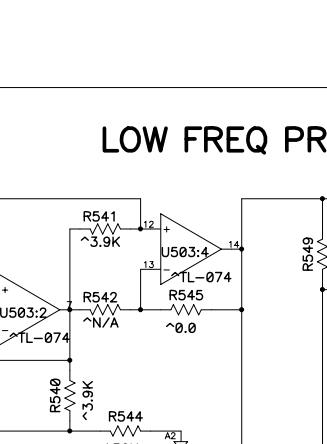 LOW FREQ PR
R541
^3.9K
12
+
U503:4
14
13
-
^TL-074
R549
+
U503:2
7
-
^TL-074
R542
^N/A
R545
^0.0
R540
^3.9K
R544
A2